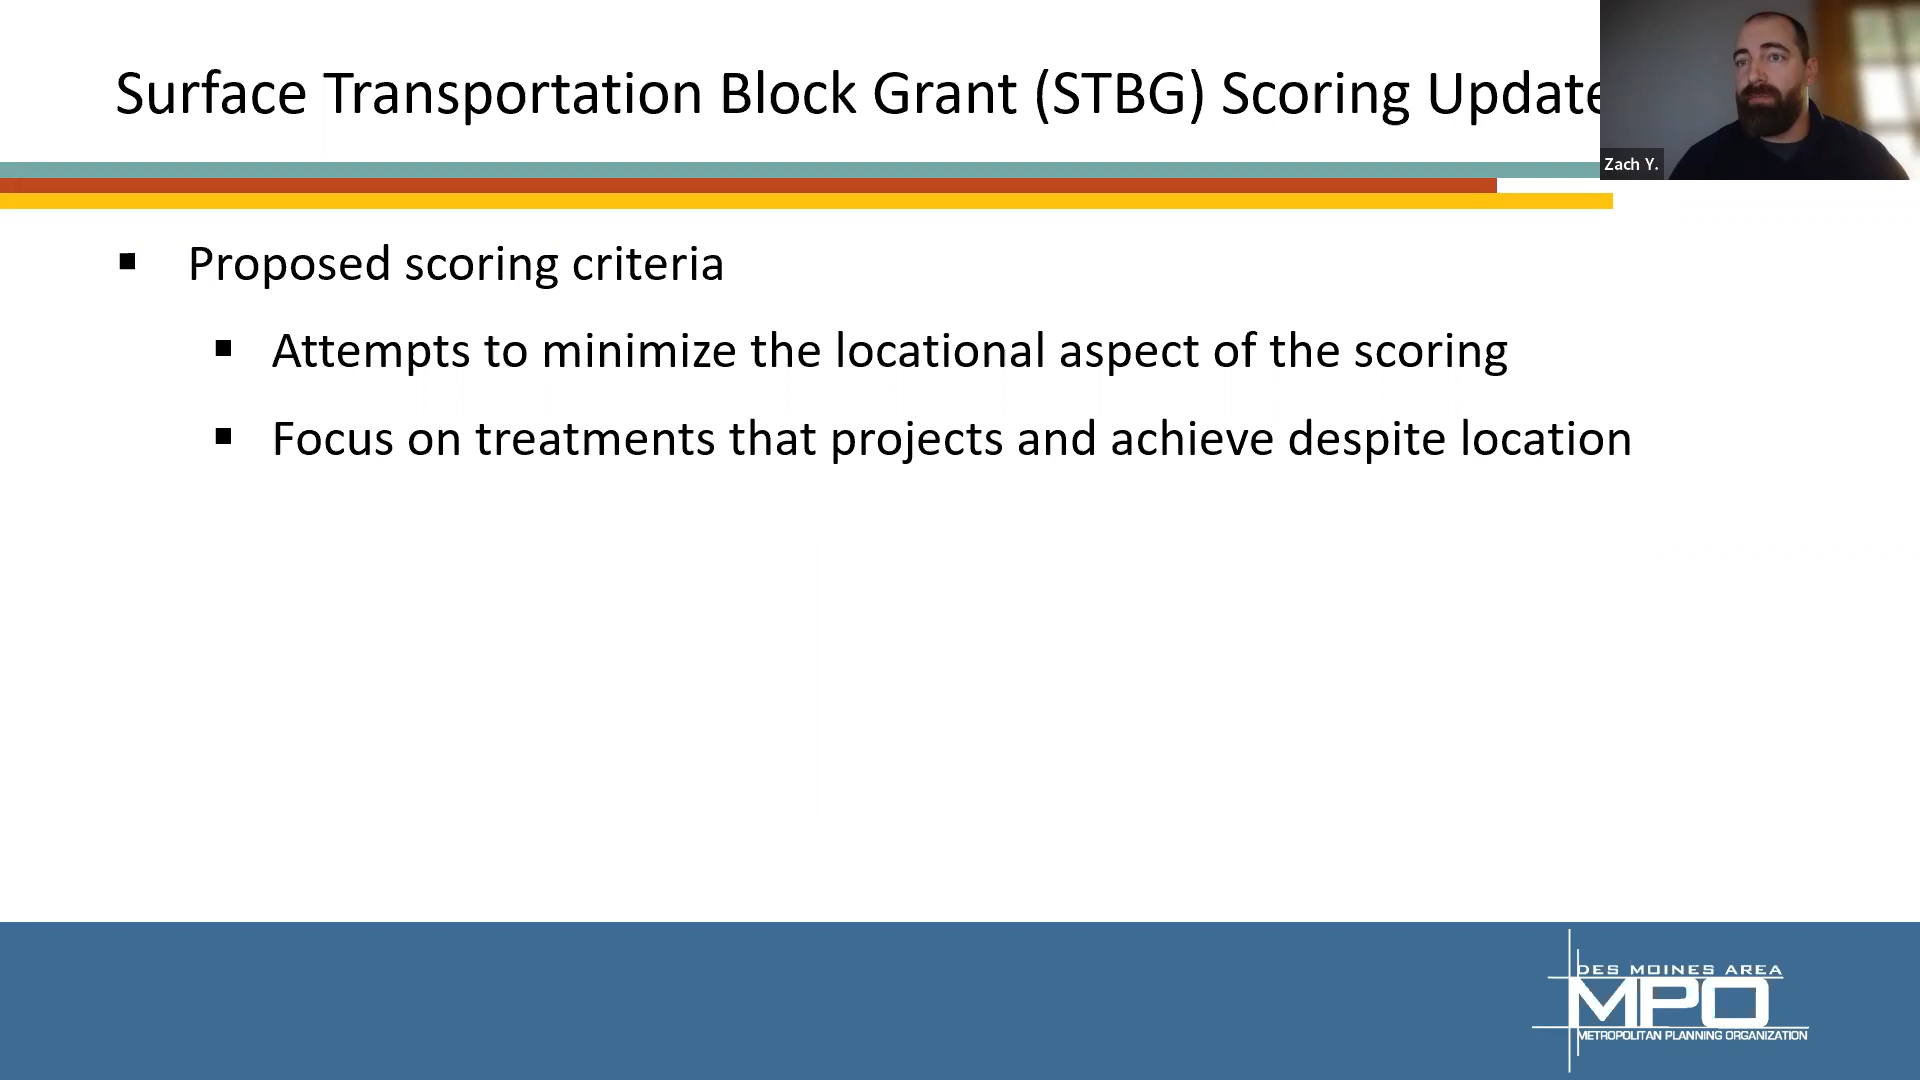 Surface Transportation Block Grant (STBG) Scoring Update
Zach Y.
▪ Proposed scoring criteria
▪ Attempts to minimize the locational aspect of the scoring
▪ Focus on treatments that projects and achieve despite location
DES MOINES AREA
MPO
METROPOLITAN PLANNING ORGANIZATION